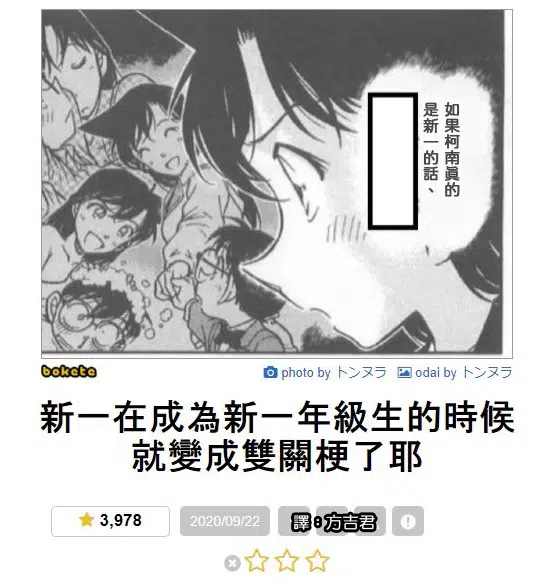 如果柯南真的
是新一的話、
bokete
photo by トンヌラ odai by トンヌラ
新一在成為新一年級生的時候
就變成雙關梗了耶
3,978
2020/09/22
譯 8 方吉君